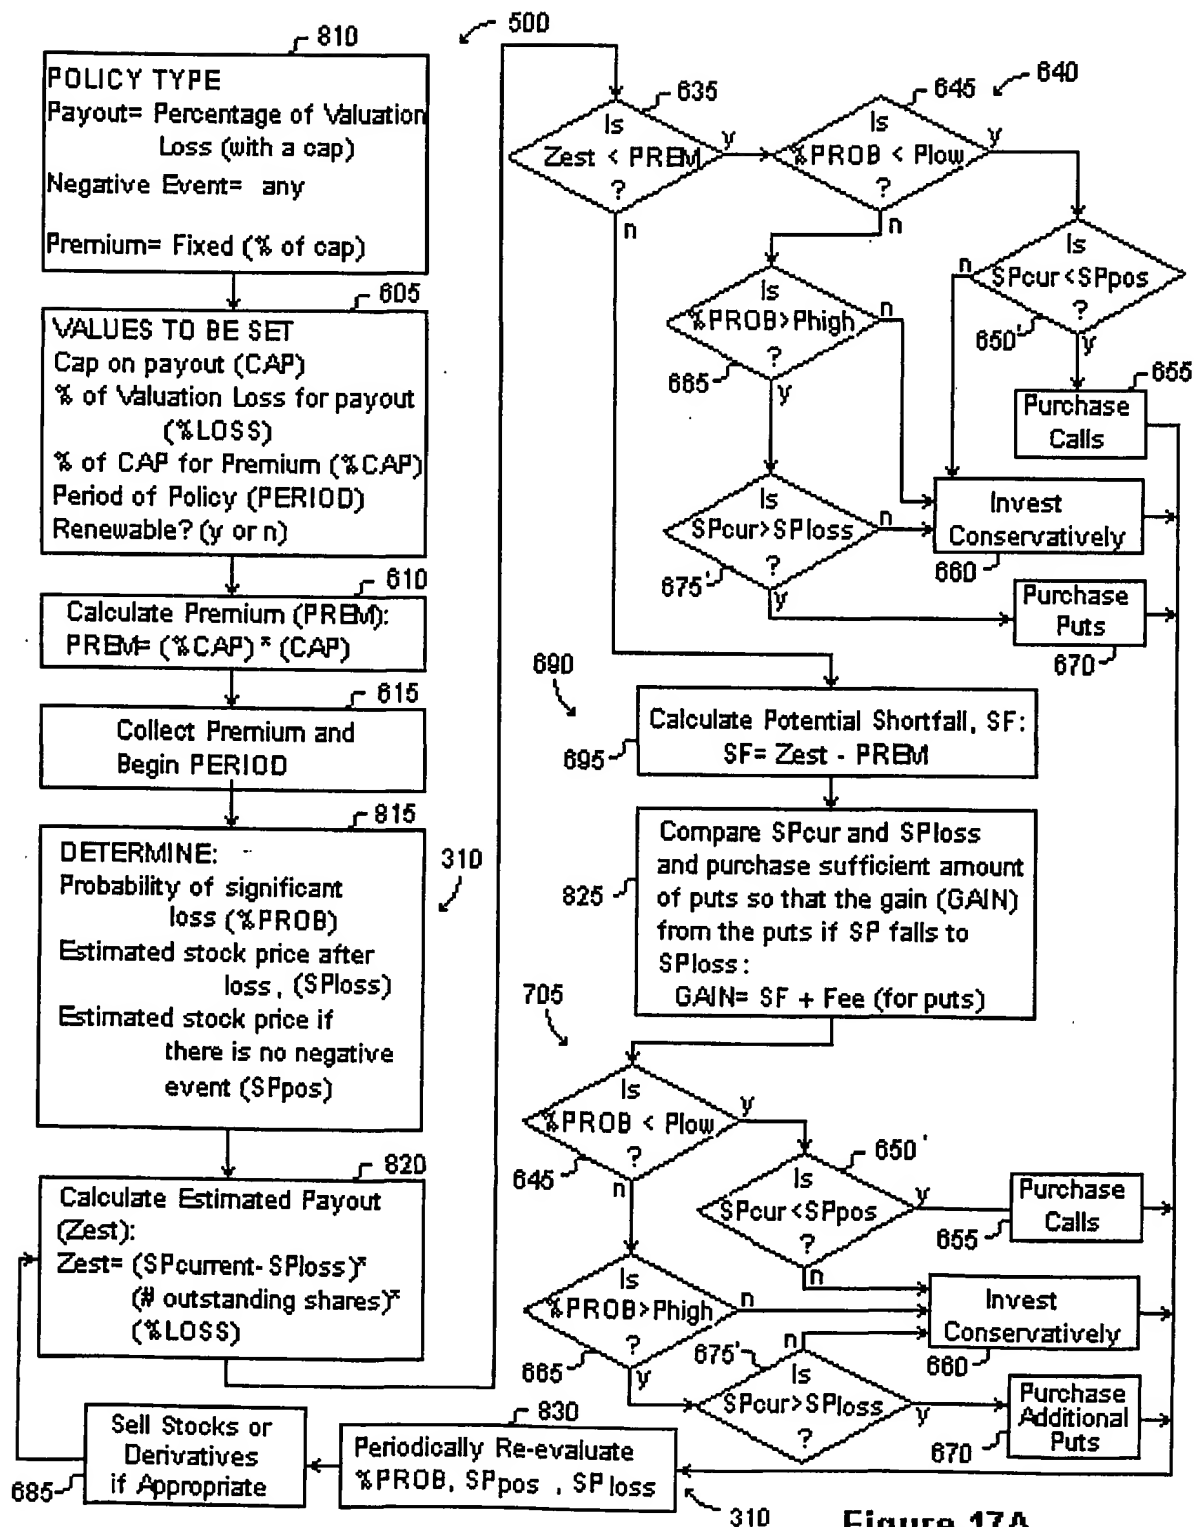 810
POLICY TYPE
Payout= Percentage of Valuation
Loss (with a cap)
Negative Event= any
Premium= Fixed (% of cap)
605
VALUES TO BE SET
Cap on payout (CAP)
% of Valuation Loss for payout
(%LOSS)
% of CAP for Premium (%CAP)
Period of Policy (PERIOD)
Renewable? (y or n)
610
Calculate Premium (PREM):
PREM= (%CAP)* (CAP)
615
Collect Premium and
Begin PERIOD
815
DETERMINE:
Probability of significant
loss (%PROB)
Estimated stock price after
loss, (SPloss)
Estimated stock price if
there is no negative
event (SPpos)
310
820
Calculate Estimated Payout
(Zest):
Zest= (SPcurrent-SPloss)*
(# outstanding shares)*
(%LOSS)
500
635
Is
Zest < PREM
?
y
n
645
640
Is
%PROB < Plow
?
y
n
Is
SPcur<SPpos
?
n
y
650'
Is
%PROB>Phigh
?
n
y
665
655
Purchase
Calls
Is
SPcur>SPloss
?
n
y
675'
Invest
Conservatively
660
Purchase
Puts
670
690
Calculate Potential Shortfall, SF:
SF= Zest - PREM
695
Compare SPcur and SPloss
and purchase sufficient amount
of puts so that the gain (GAIN)
from the puts if SP falls to
SPloss:
GAIN= SF + Fee (for puts)
825
705
Is
%PROB < Plow
?
y
n
645
650'
Is
SPcur<SPpos
?
y
n
Purchase
Calls
655
Is
%PROB>Phigh
?
n
y
665
Invest
Conservatively
660
675'
n
Is
SPcur>SPloss
?
y
Purchase
Additional
Puts
670
830
Periodically Re-evaluate
%PROB, SPpos , SPloss
310
Sell Stocks or
Derivatives
if Appropriate
685
Figure 17A